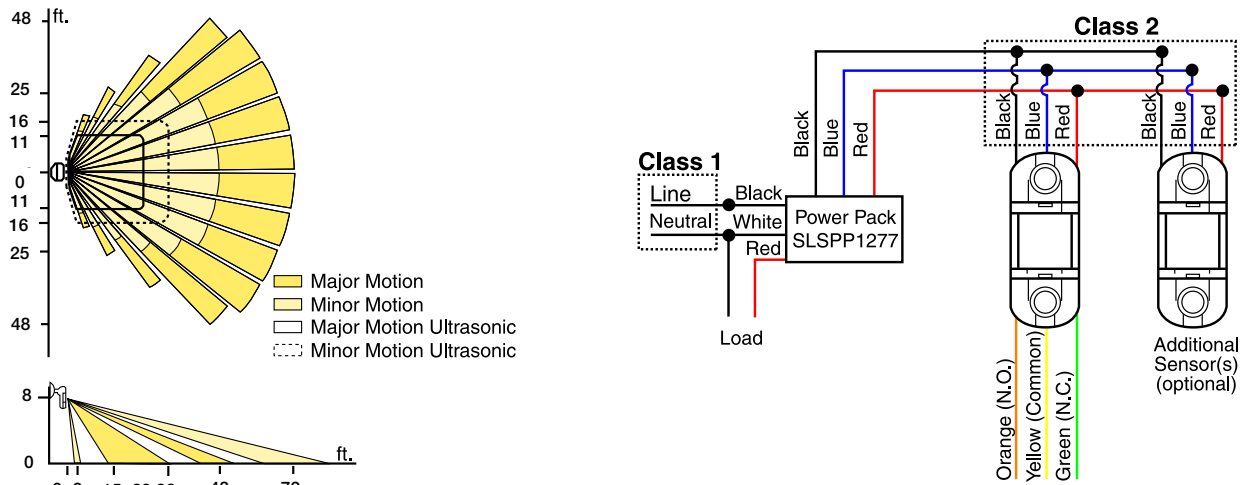 48
ft.
25
16
11
0
11
16
25
48
Major Motion
Minor Motion
Major Motion Ultrasonic
Minor Motion Ultrasonic
8
0
ft.
Class 2
Black
Blue
Red
Black
Blue
Red
Black
Blue
Red
Class 1
Line
Neutral
Black
White
Red
Power Pack
SLSPP1277
Load
Orange (N.O.)
Yellow (Common)
Green (N.C.)
Additional
Sensor(s)
(optional)